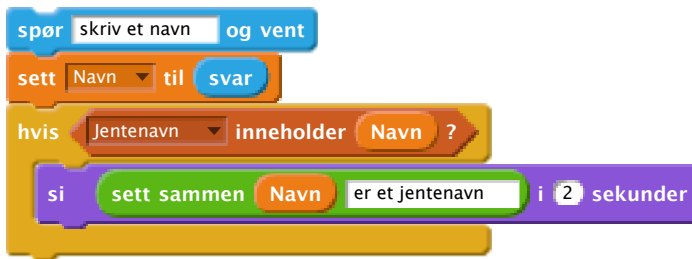 spør skriv et navn og vent
sett Navn til svar
hvis Jentenavn inneholder Navn ?
si sett sammen Navn er et jentenavn i 2 sekunder